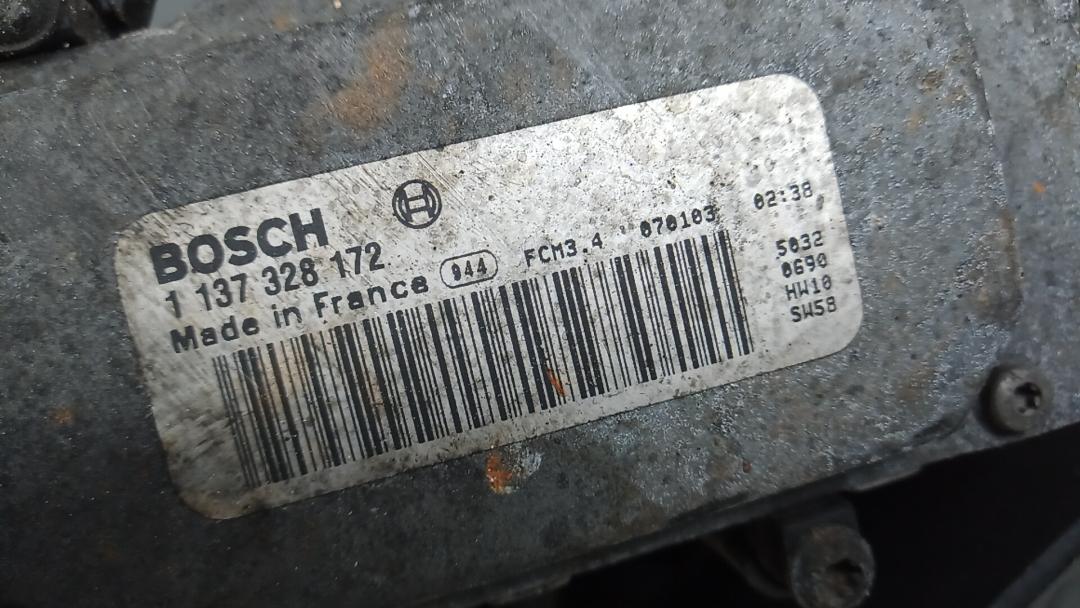 BOSCH
1 137 328 172
Made in France 944 FCM3.4 070103 02:38
5032
0690
HW10
SW58